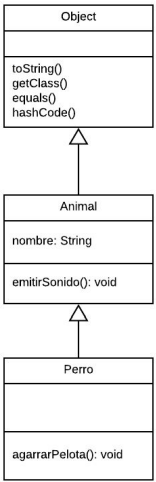 Object
toString()
getClass()
equals()
hashCode()
Animal
nombre: String
emitirSonido(): void
Perro
agarrarPelota(): void